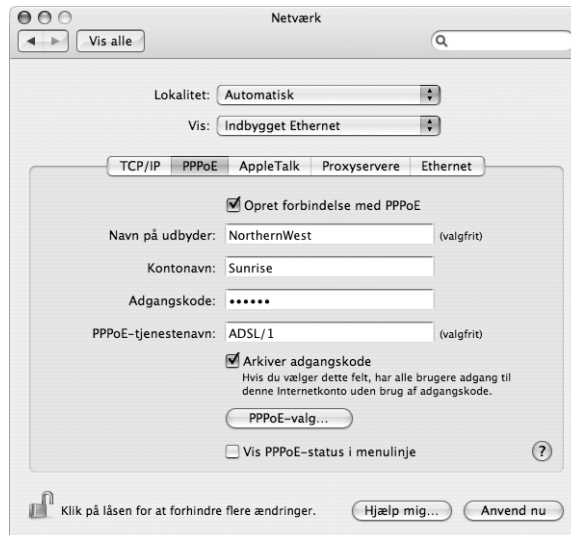 Netværk
Vis alle
Lokalitet: Automatisk
Vis: Indbygget Ethernet
TCP/IP PPPoE AppleTalk Proxyservere Ethernet
Opret forbindelse med PPPoE
Navn på udbyder: NorthernWest (valgfrit)
Kontonavn: Sunrise
Adgangskode: ••••••
PPPoE-tjenestenavn: ADSL/1 (valgfrit)
Arkiver adgangskode
Hvis du vælger dette felt, har alle brugere adgang til
denne Internetkonto uden brug af adgangskode.
PPPoE-valg...
Vis PPPoE-status i menulinje ?
Klik på låsen for at forhindre flere ændringer. Hjælp mig... Anvend nu